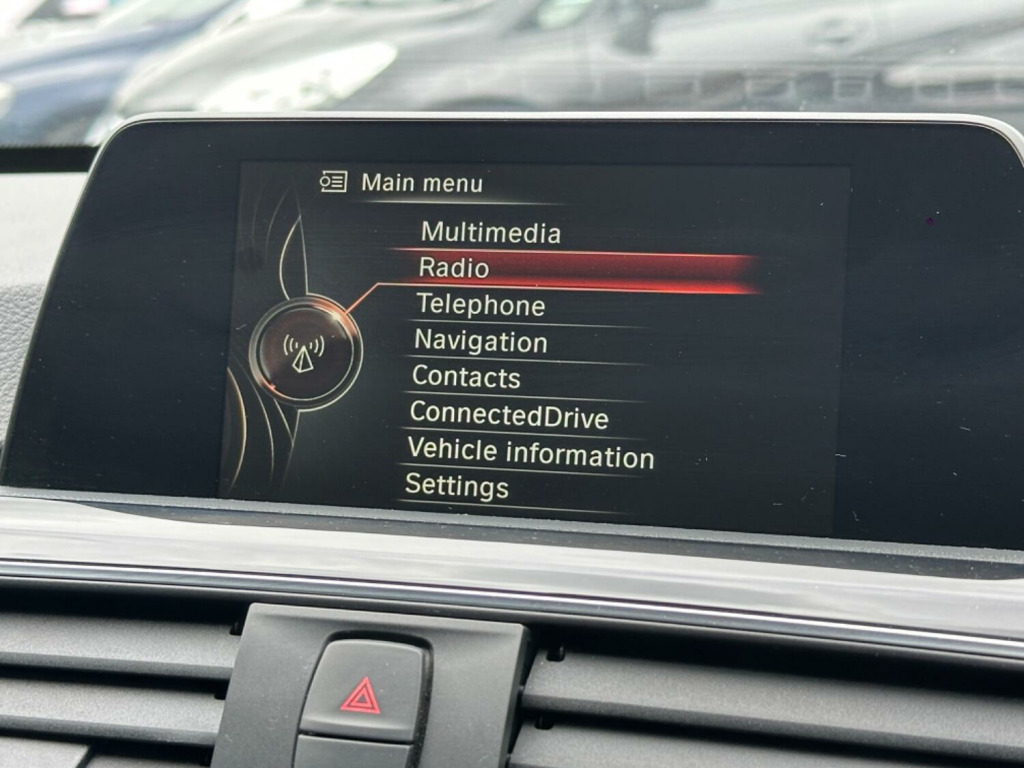 Main menu
Multimedia
Radio
Telephone
Navigation
Contacts
ConnectedDrive
Vehicle information
Settings